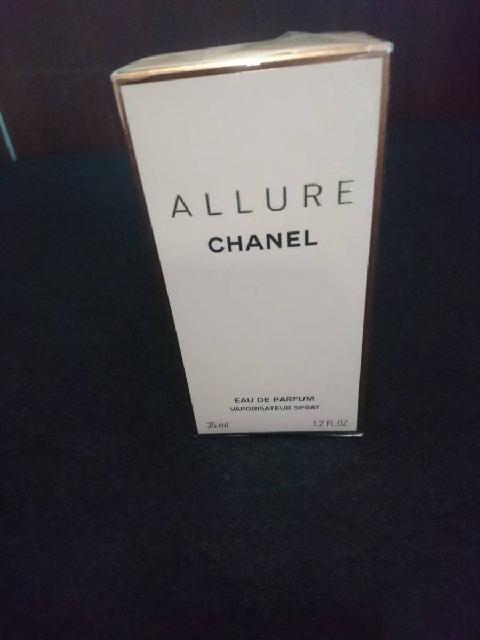 ALLURE
CHANEL
EAU DE PARFUM
VAPORISATEUR SPRAY
35 ml 1.2 FL.OZ.